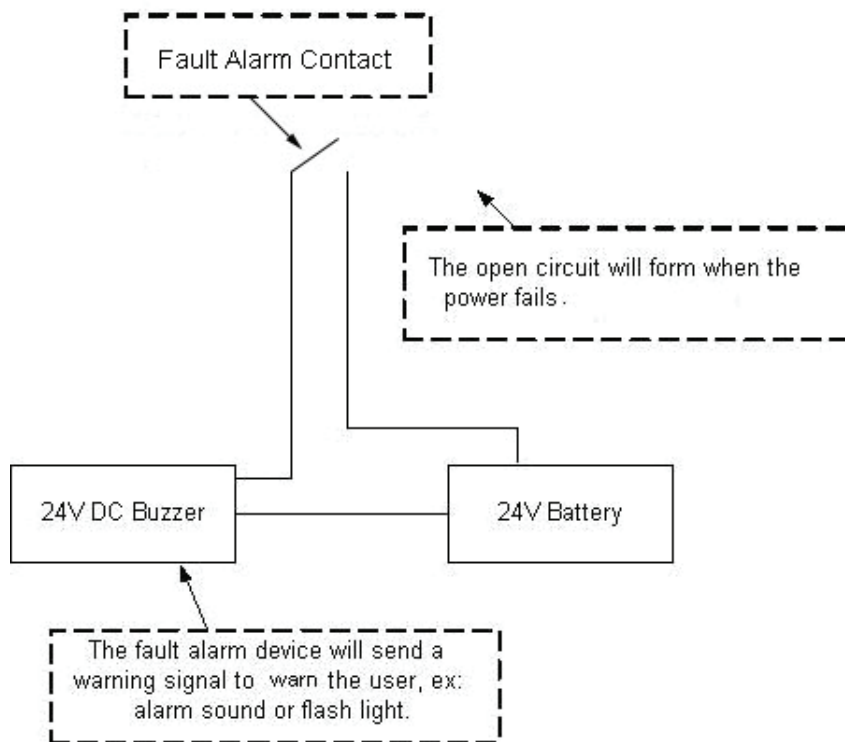 Fault Alarm Contact
The open circuit will form when the
power fails.
24V DC Buzzer
24V Battery
The fault alarm device will send a
warning signal to warn the user, ex:
alarm sound or flash light.